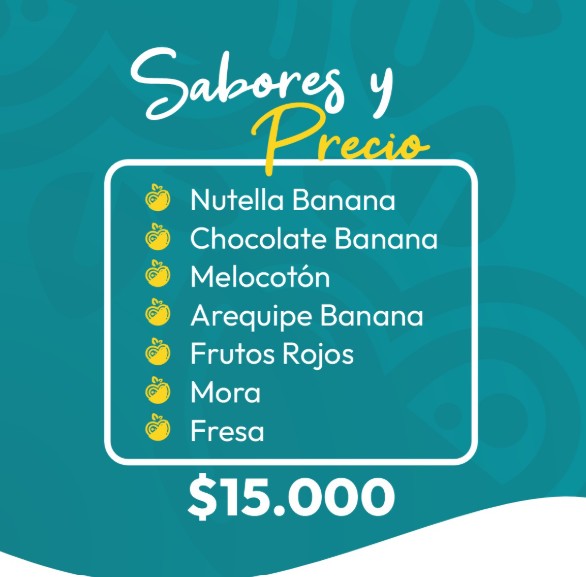 Sabores y
Precio
Nutella Banana
Chocolate Banana
Melocotón
Arequipe Banana
Frutos Rojos
Mora
Fresa
$15.000